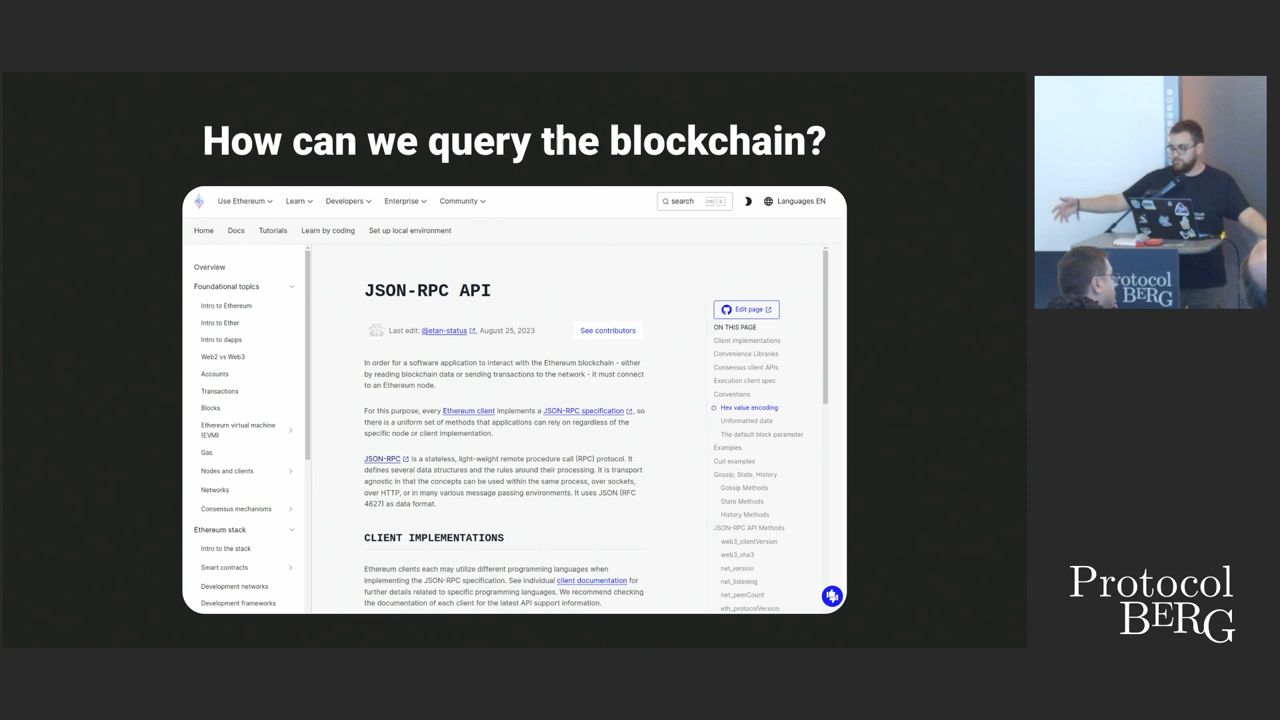 How can we query the blockchain?
Use Ethereum
Learn
Developers
Enterprise
Community
search
Languages EN
Home
Docs
Tutorials
Learn by coding
Set up local environment
Overview
Foundational topics
Intro to Ethereum
Intro to Ether
Intro to dapps
Web2 vs Web3
Accounts
Transactions
Blocks
Ethereum virtual machine
(EVM)
Gas
Nodes and clients
Networks
Consensus mechanisms
Ethereum stack
Intro to the stack
Smart contracts
Development networks
Development frameworks
JSON-RPC API
Last edit: @etan-status, August 25, 2023
See contributors
In order for a software application to interact with the Ethereum blockchain - either
by reading blockchain data or sending transactions to the network - it must connect
to an Ethereum node.
For this purpose, every Ethereum client implements a JSON-RPC specification, so
there is a uniform set of methods that applications can rely on regardless of the
specific node or client implementation.
JSON-RPC is a stateless, light-weight remote procedure call (RPC) protocol. It
defines several data structures and the rules around their processing. It is transport
agnostic in that the concepts can be used within the same process, over sockets,
over HTTP, or in many various message passing environments. It uses JSON (RFC
4627) as data format.
CLIENT IMPLEMENTATIONS
Ethereum clients each may utilize different programming languages when
implementing the JSON-RPC specification. See individual client documentation for
further details related to specific programming languages. We recommend checking
the documentation of each client for the latest API support information.
Edit page
ON THIS PAGE
Client implementations
Convenience Libraries
Consensus client APIs
Execution client spec
Conventions
Hex value encoding
Unformatted data
The default block parameter
Examples
Curl examples
Gossip, State, History
Gossip Methods
State Methods
History Methods
JSON-RPC API Methods
web3_clientVersion
web3_sha3
net_version
net_listening
net_peerCount
eth_protocolVersion
rotocol
BERG
Protocol
BERG